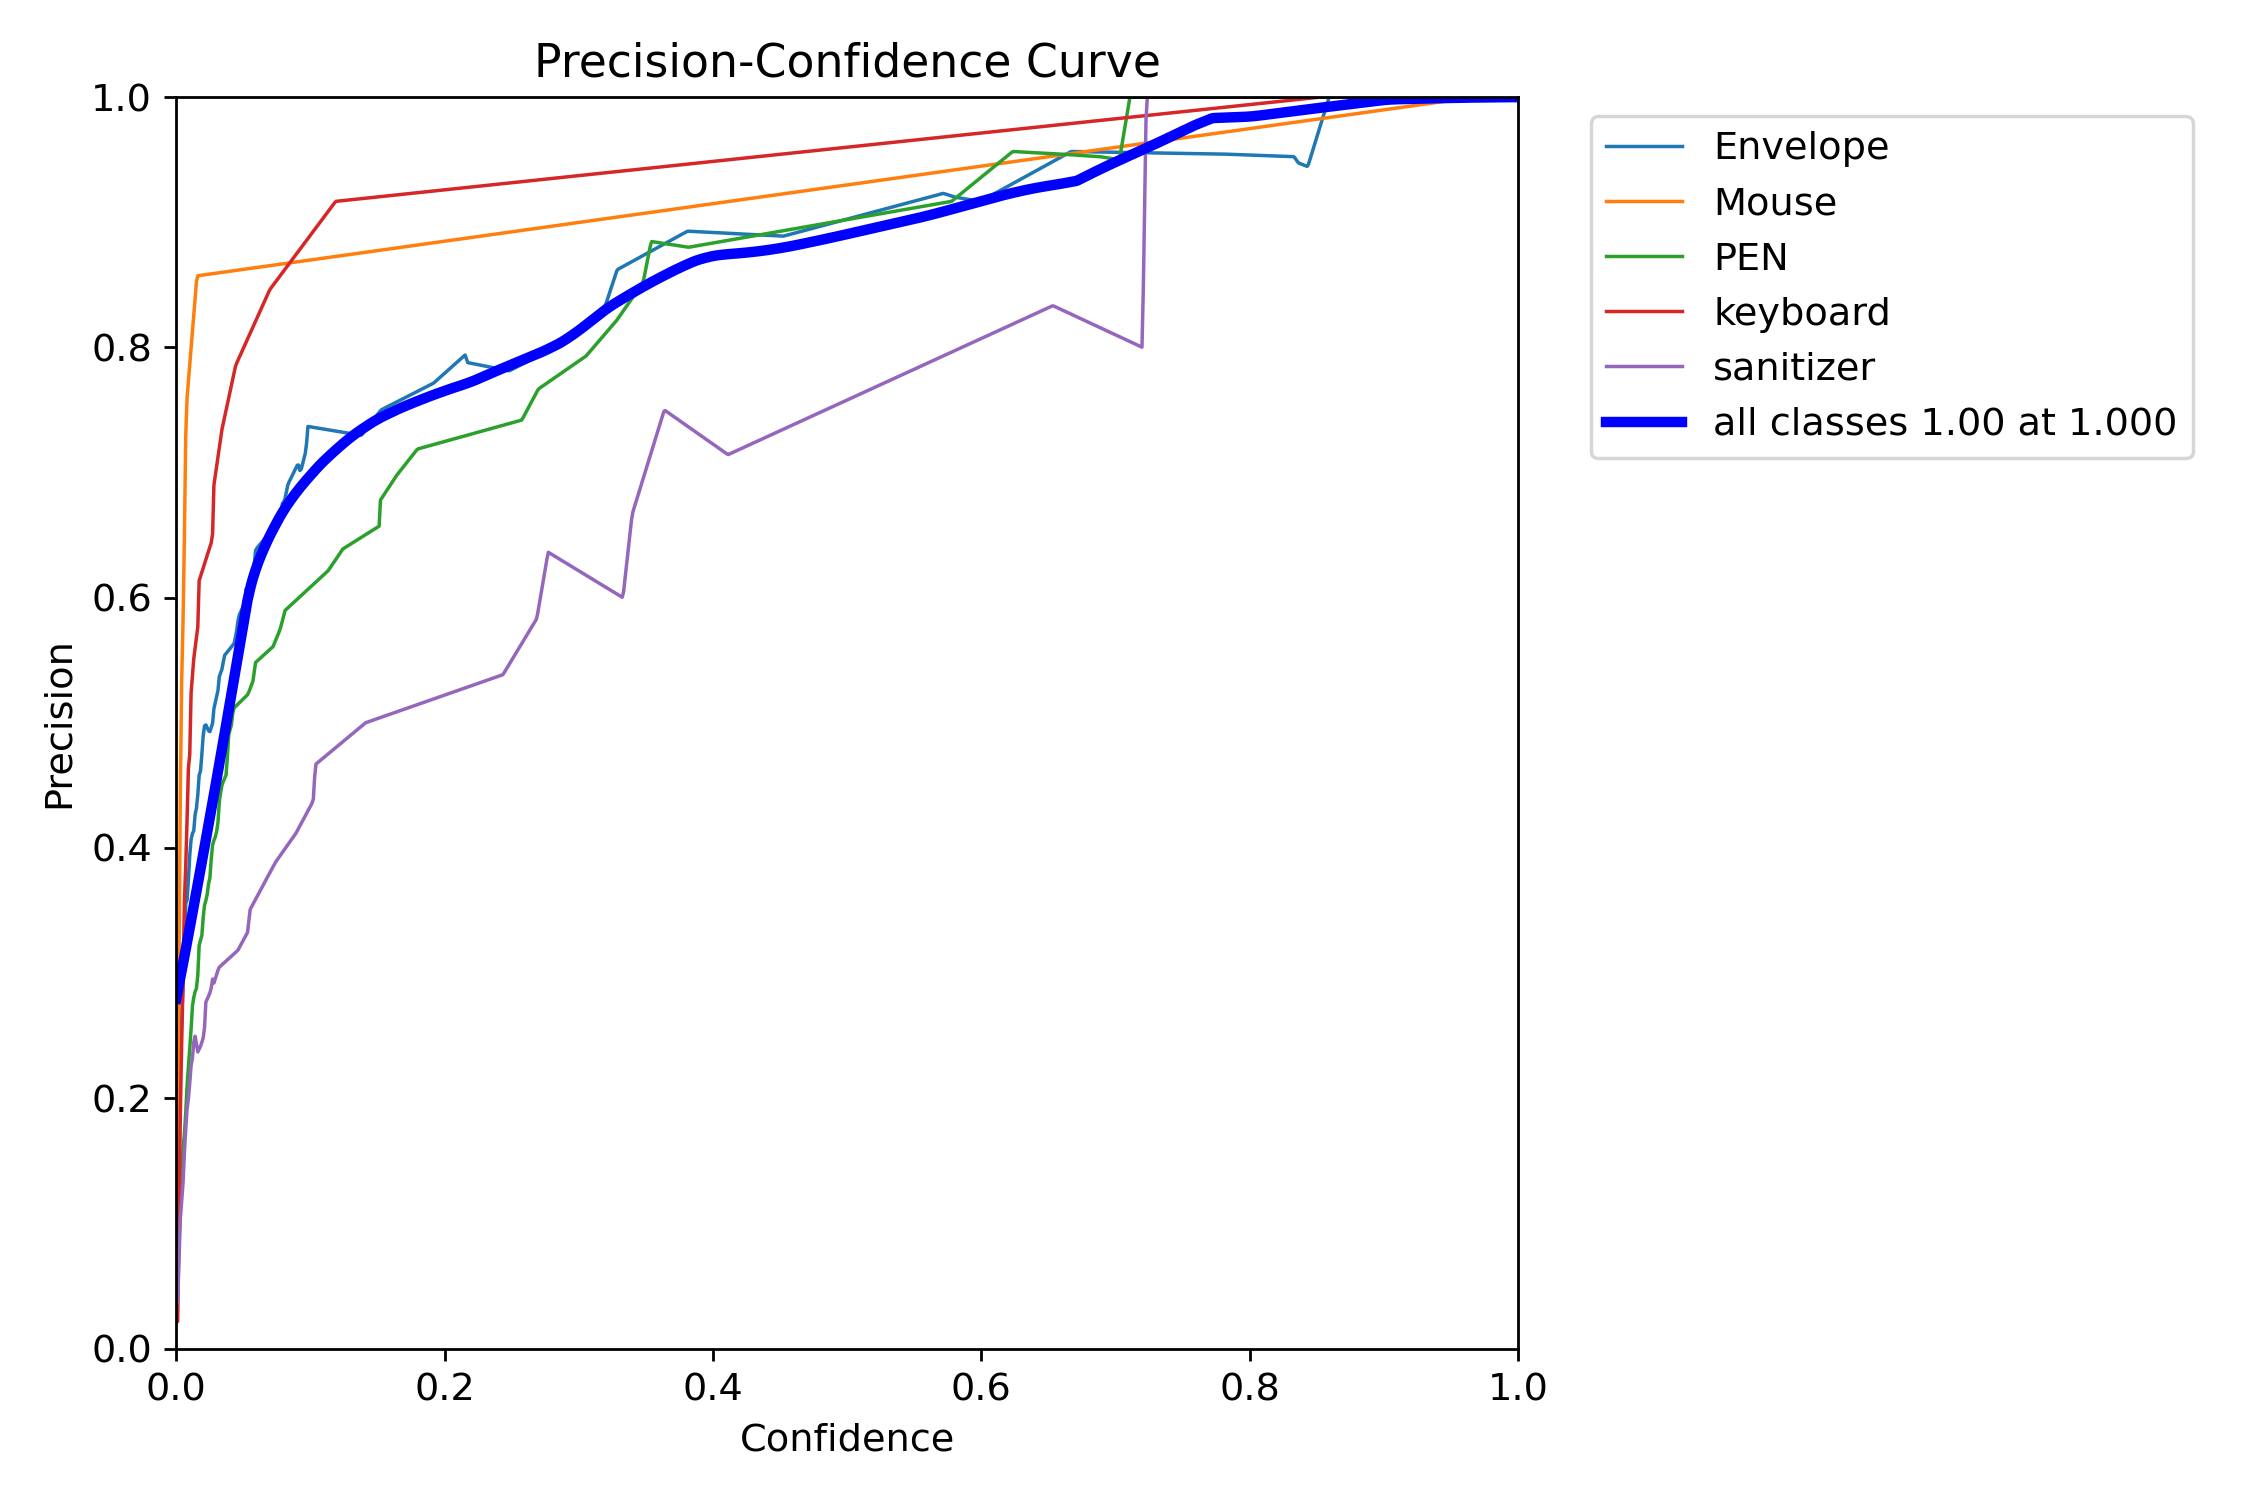 Precision-Confidence Curve
1.0
0.8
0.6
0.4
0.2
0.0
Precision
0.0 0.2 0.4 0.6 0.8 1.0
Confidence
Envelope
Mouse
PEN
keyboard
sanitizer
all classes 1.00 at 1.000